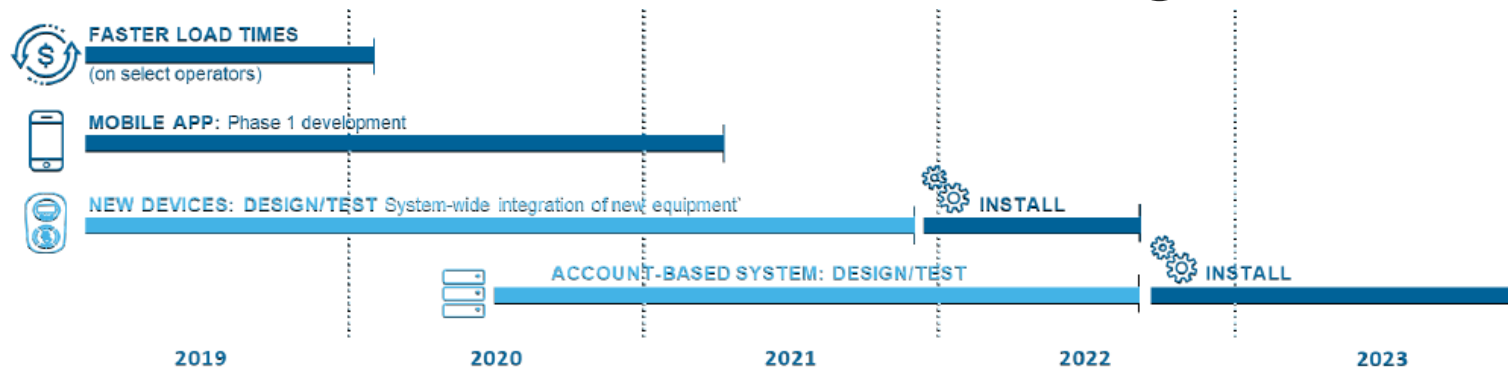 FASTER LOAD TIMES
(on select operators)
MOBILE APP: Phase 1 development
NEW DEVICES: DESIGN/TEST System-wide integration of new equipment'
INSTALL
ACCOUNT-BASED SYSTEM: DESIGN/TEST
INSTALL
2019 2020 2021 2022 2023